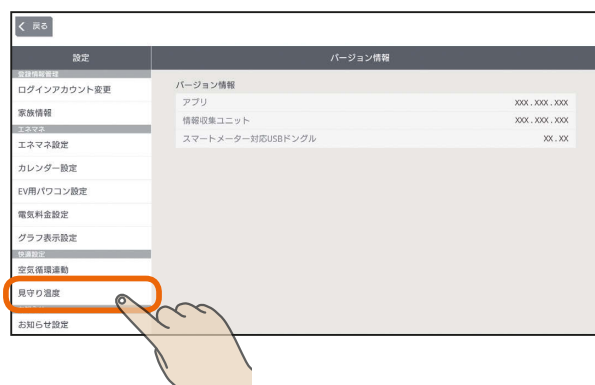 戻る
設定
バージョン情報
登録情報管理
ログインアカウント変更
家族情報
エネマネ
エネマネ設定
カレンダー設定
EV用パワコン設定
電気料金設定
グラフ表示設定
快適設定
空気循環連動
見守り温度
お知らせ設定
バージョン情報
アプリ XXX.XXX.XXX
情報収集ユニット XXX.XXX.XXX
スマートメーター対応USBドングル XX.XX